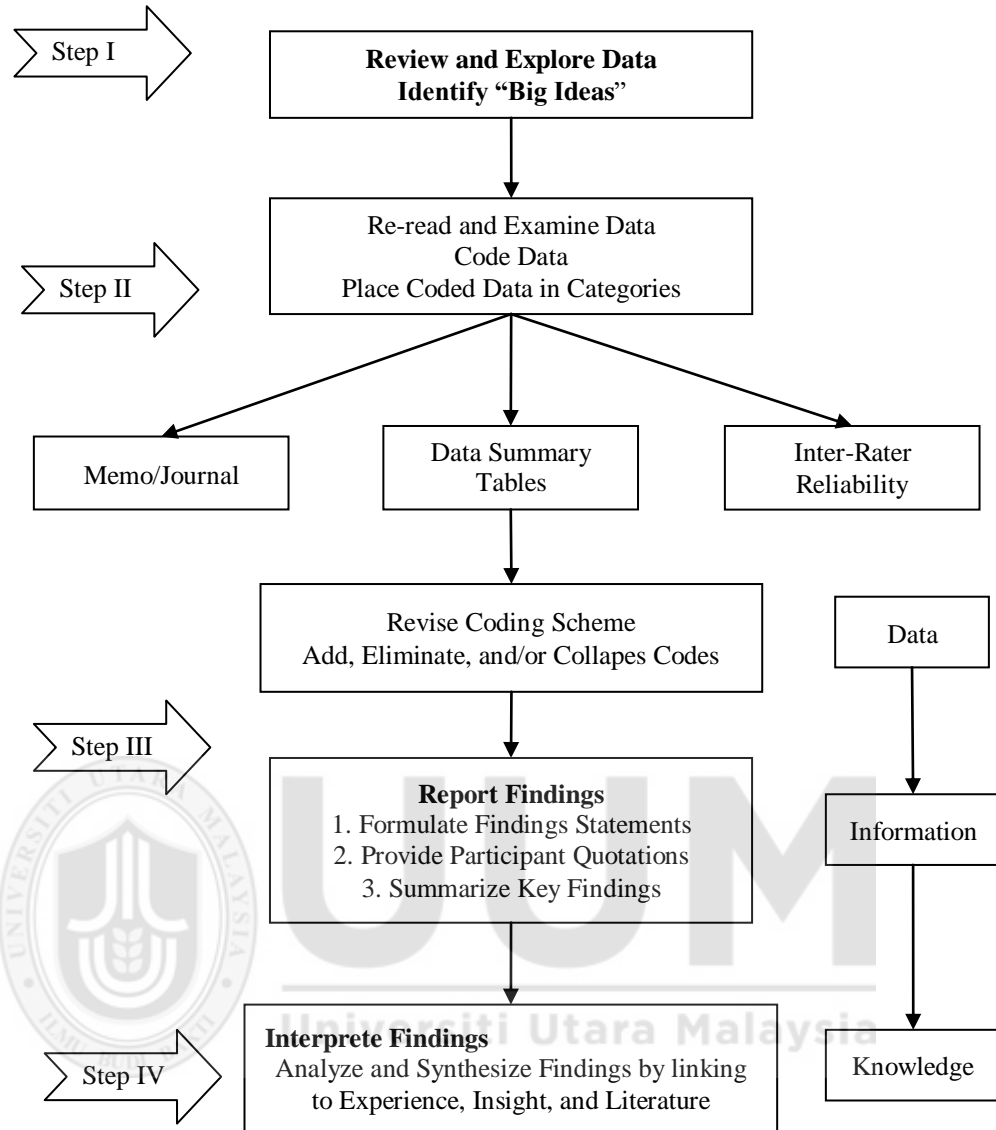 Step I
Review and Explore Data
Identify “Big Ideas”
Re-read and Examine Data
Code Data
Place Coded Data in Categories
Step II
Memo/Journal
Data Summary
Tables
Inter-Rater
Reliability
Revise Coding Scheme
Add, Eliminate, and/or Collapes Codes
Data
Step III
Report Findings
1. Formulate Findings Statements
2. Provide Participant Quotations
3. Summarize Key Findings
Information
UNIVERSITI UTARA MALAYSIA
UUM
Universiti Utara Malaysia
Interprete Findings
Analyze and Synthesize Findings by linking
to Experience, Insight, and Literature
Step IV
Knowledge